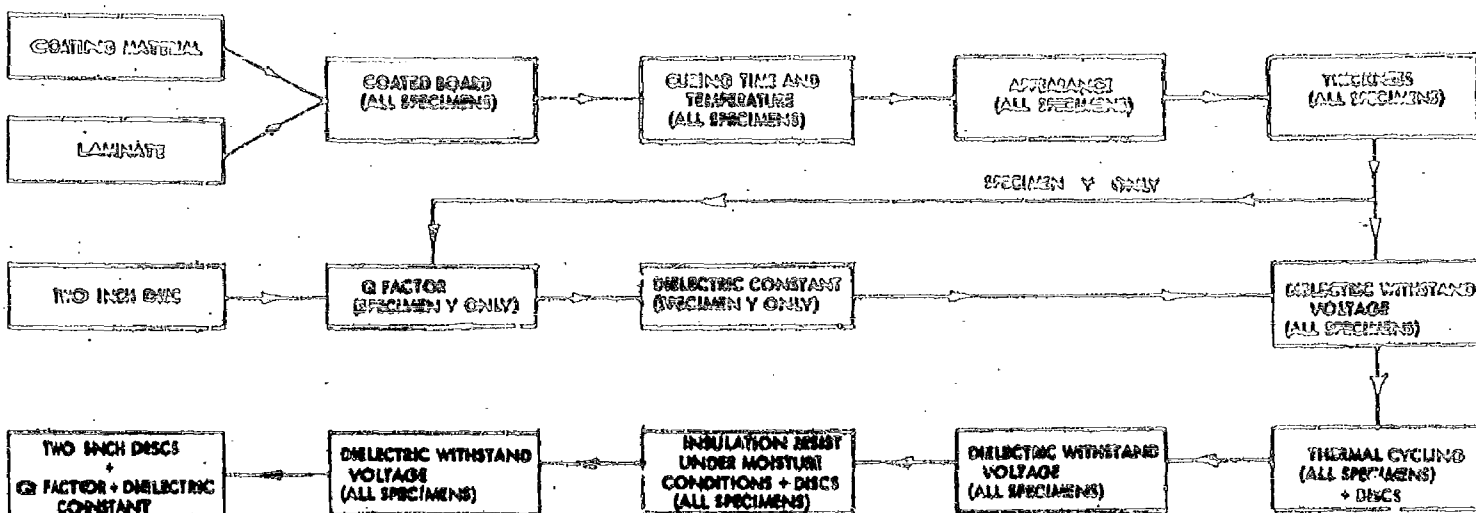 COATING MATERIAL
LAMINATE
COATED BOARD
(ALL SPECIMENS)
CURING TIME AND
TEMPERATURE
(ALL SPECIMENS)
APPEARANCE
(ALL SPECIMENS)
THICKNESS
(ALL SPECIMENS)
SPECIMEN Y ONLY
TWO INCH DISC
Q FACTOR
(SPECIMEN Y ONLY)
DIELECTRIC CONSTANT
(SPECIMEN Y ONLY)
DIELECTRIC WITHSTAND
VOLTAGE
(ALL SPECIMENS)
TWO INCH DISCS
+
Q FACTOR + DIELECTRIC
CONSTANT
DIELECTRIC WITHSTAND
VOLTAGE
(ALL SPECIMENS)
INSULATION RESIST
UNDER MOISTURE
CONDITIONS + DISCS
(ALL SPECIMENS)
DIELECTRIC WITHSTAND
VOLTAGE
(ALL SPECIMENS)
THERMAL CYCLING
(ALL SPECIMENS)
+ DISCS